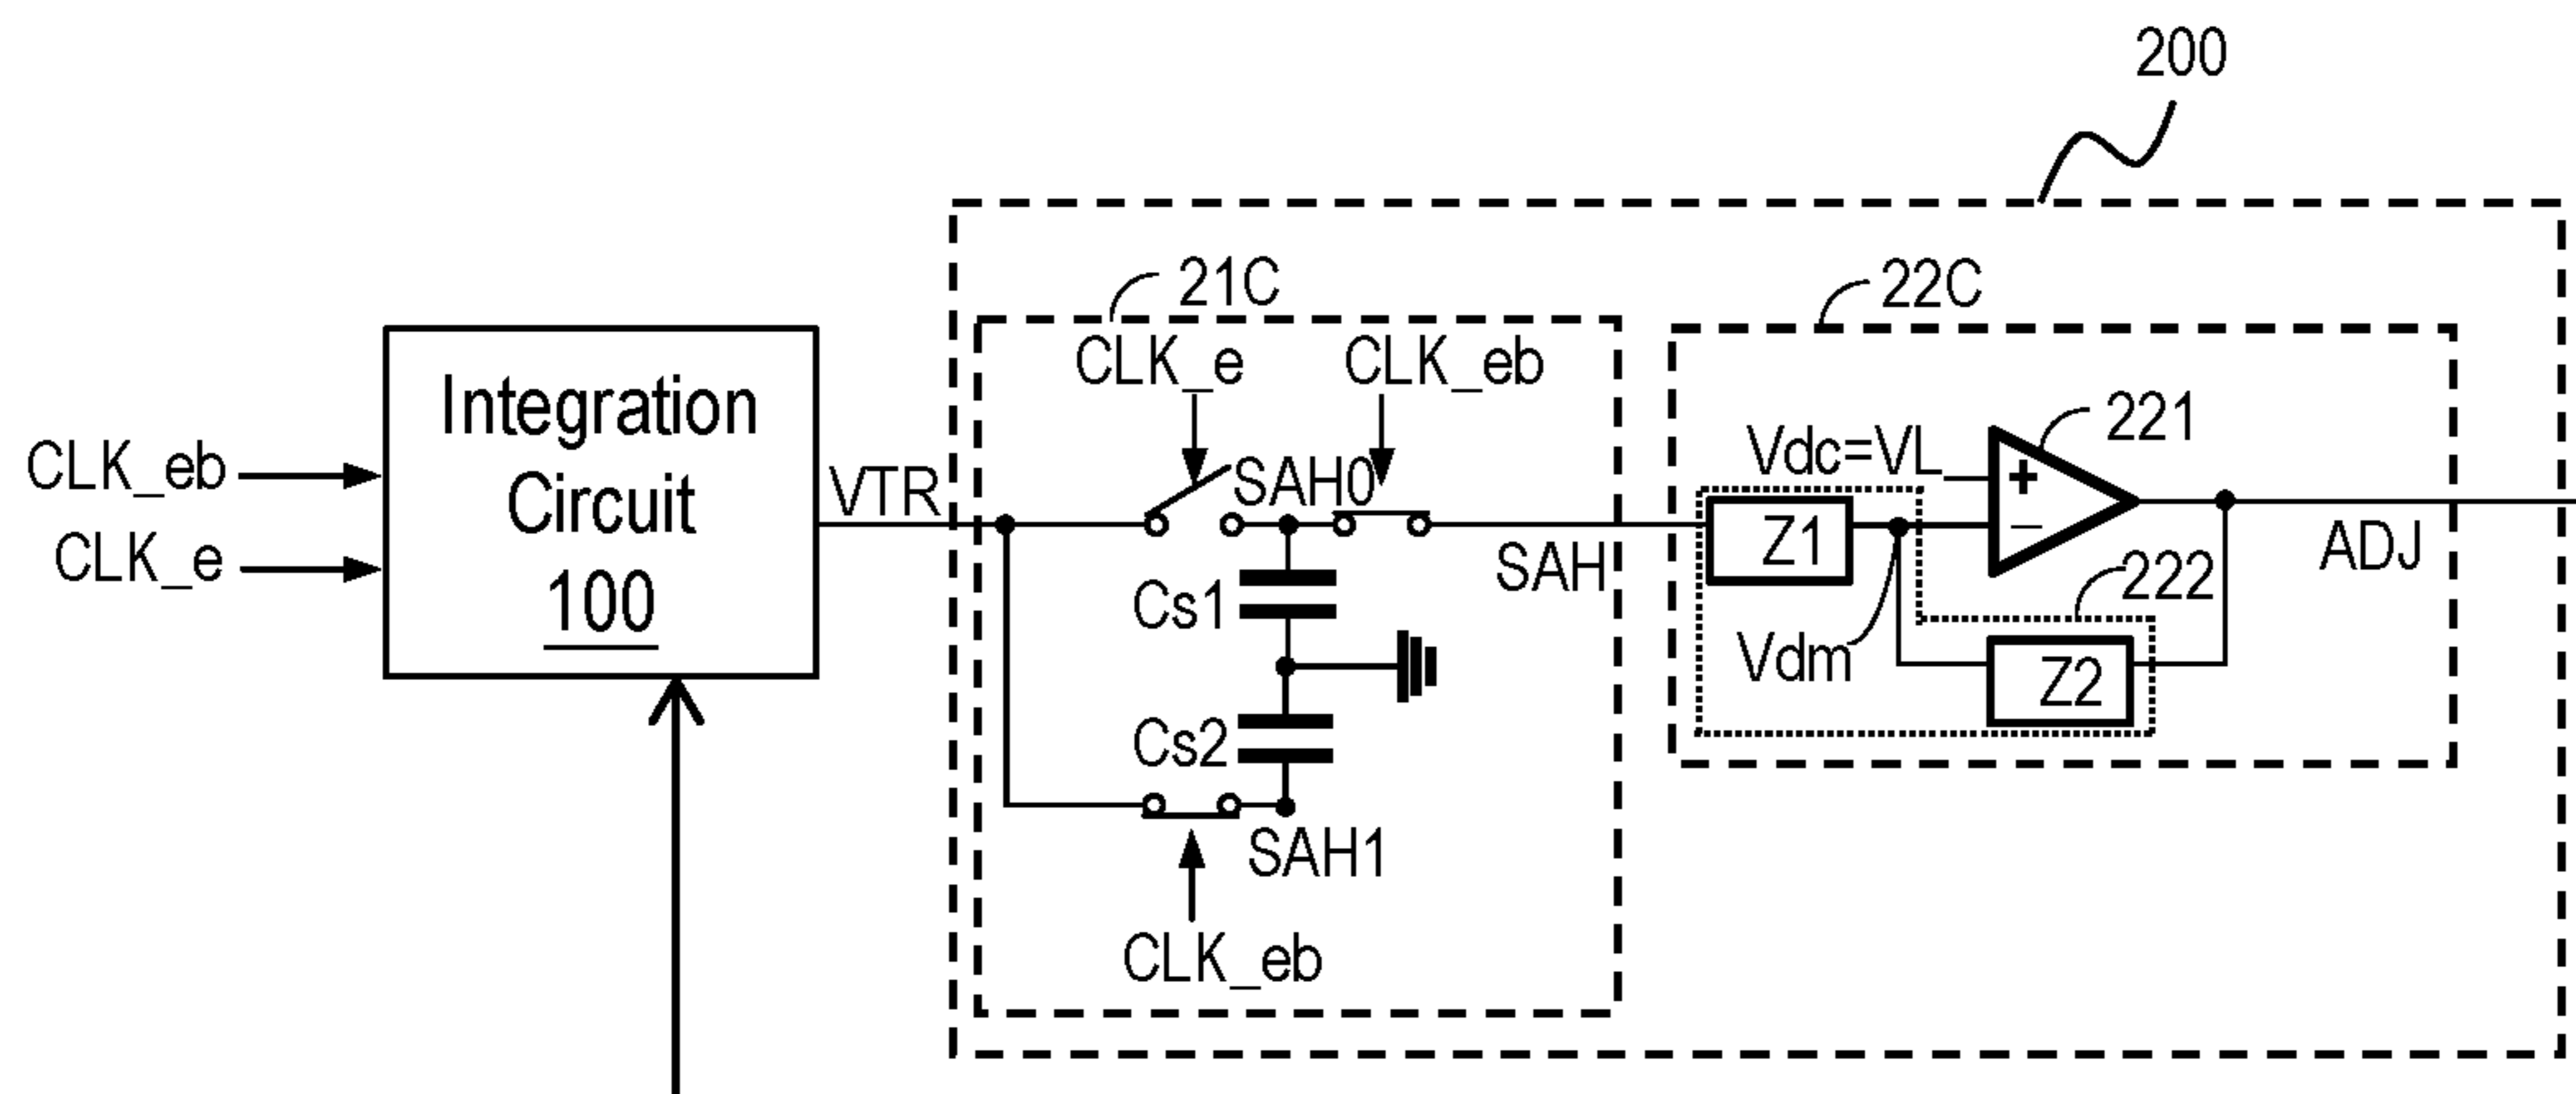 200
21C
22C
CLK_e
CLK_eb
Integration
Circuit
100
CLK_eb
CLK_e
VTR
SAH0
SAH
Cs1
Cs2
SAH1
CLK_eb
Vdc=VL
221
+
−
Z1
Vdm
222
Z2
ADJ